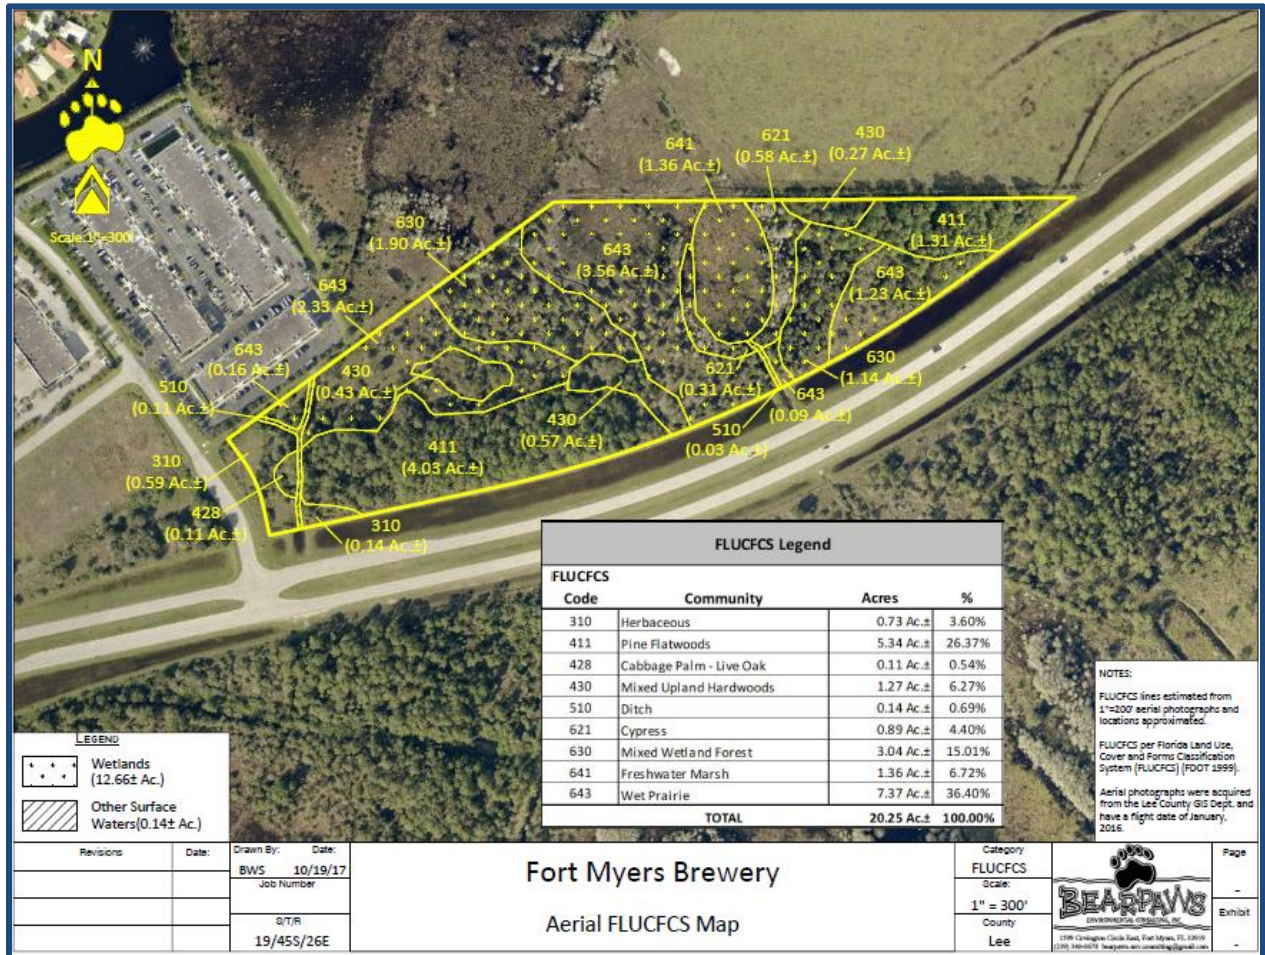 N
Scale 1"=300'
641
(1.36 Ac.±)
621
(0.58 Ac.±)
430
(0.27 Ac.±)
630
(1.90 Ac.±)
643
(3.56 Ac.±)
411
(1.31 Ac.±)
643
(1.23 Ac.±)
643
(2.33 Ac.±)
643
(0.16 Ac.±)
430
(0.43 Ac.±)
510
(0.11 Ac.±)
621
(0.31 Ac.±)
630
(1.14 Ac.±)
643
(0.09 Ac.±)
510
(0.03 Ac.±)
430
(0.57 Ac.±)
411
(4.03 Ac.±)
310
(0.59 Ac.±)
428
(0.11 Ac.±)
310
(0.14 Ac.±)
FLUCFCS Legend
FLUCFCS
Code Community Acres %
310 Herbaceous 0.73 Ac.± 3.60%
411 Pine Flatwoods 5.34 Ac.± 26.37%
428 Cabbage Palm - Live Oak 0.11 Ac.± 0.54%
430 Mixed Upland Hardwoods 1.27 Ac.± 6.27%
510 Ditch 0.14 Ac.± 0.69%
621 Cypress 0.89 Ac.± 4.40%
630 Mixed Wetland Forest 3.04 Ac.± 15.01%
641 Freshwater Marsh 1.36 Ac.± 6.72%
643 Wet Prairie 7.37 Ac.± 36.40%
TOTAL 20.25 Ac.± 100.00%
NOTES:
FLUCFCS lines estimated from
1"=200' aerial photographs and
locations approximated.
FLUCFCS per Florida Land Use,
Cover and Forms Classification
System (FLUCFCS) (FDOT 1999).
Aerial photographs were acquired
from the Lee County GIS Dept. and
have a flight date of January,
2016.
LEGEND
Wetlands
(12.66± Ac.)
Other Surface
Waters(0.14± Ac.)
Revisions Date:
Drawn By: Date:
BWS 10/19/17
Job Number
S/T/R
19/45S/26E
Fort Myers Brewery
Aerial FLUCFCS Map
Category
FLUCFCS
Scale:
1" = 300'
County
Lee
BEARPAWS
ENVIRONMENTAL CONSULTING, INC.
1599 Covington Circle East, Fort Myers, FL 33919
Page
-
Exhibit
-